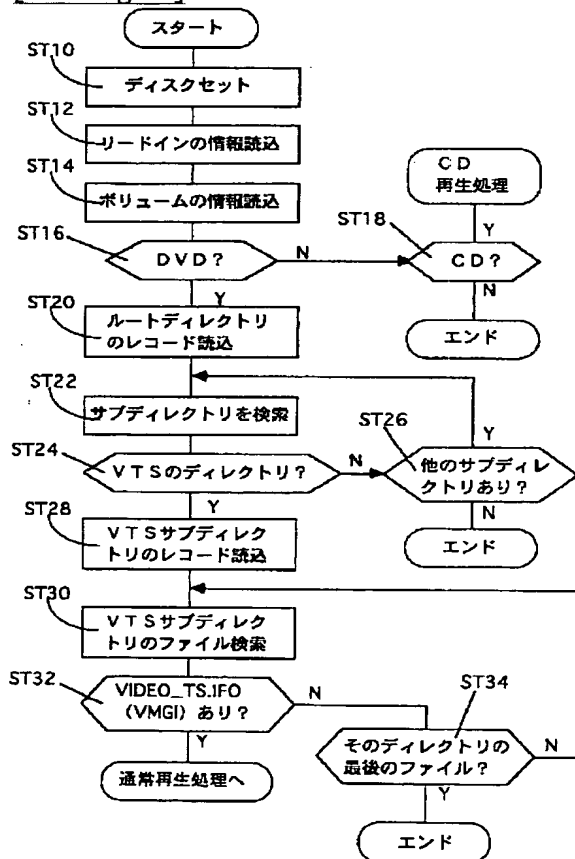 スタート
ST10
ディスクセット
ST12
リードインの情報読込
ST14
ボリュームの情報読込
CD
再生処理
ST16
DVD?
N
ST18
Y
CD?
N
エンド
Y
ST20
ルートディレクトリ
のレコード読込
ST22
サブディレクトリを検索
ST24
VTSのディレクトリ?
N
ST26
Y
他のサブディレ
クトリあり?
N
エンド
Y
ST28
VTSサブディレク
トリのレコード読込
ST30
VTSサブディレク
トリのファイル検索
ST32
VIDEO_TS.IFO
(VMGI)あり?
N
Y
通常再生処理へ
ST34
そのディレクトリの
最後のファイル?
N
Y
エンド